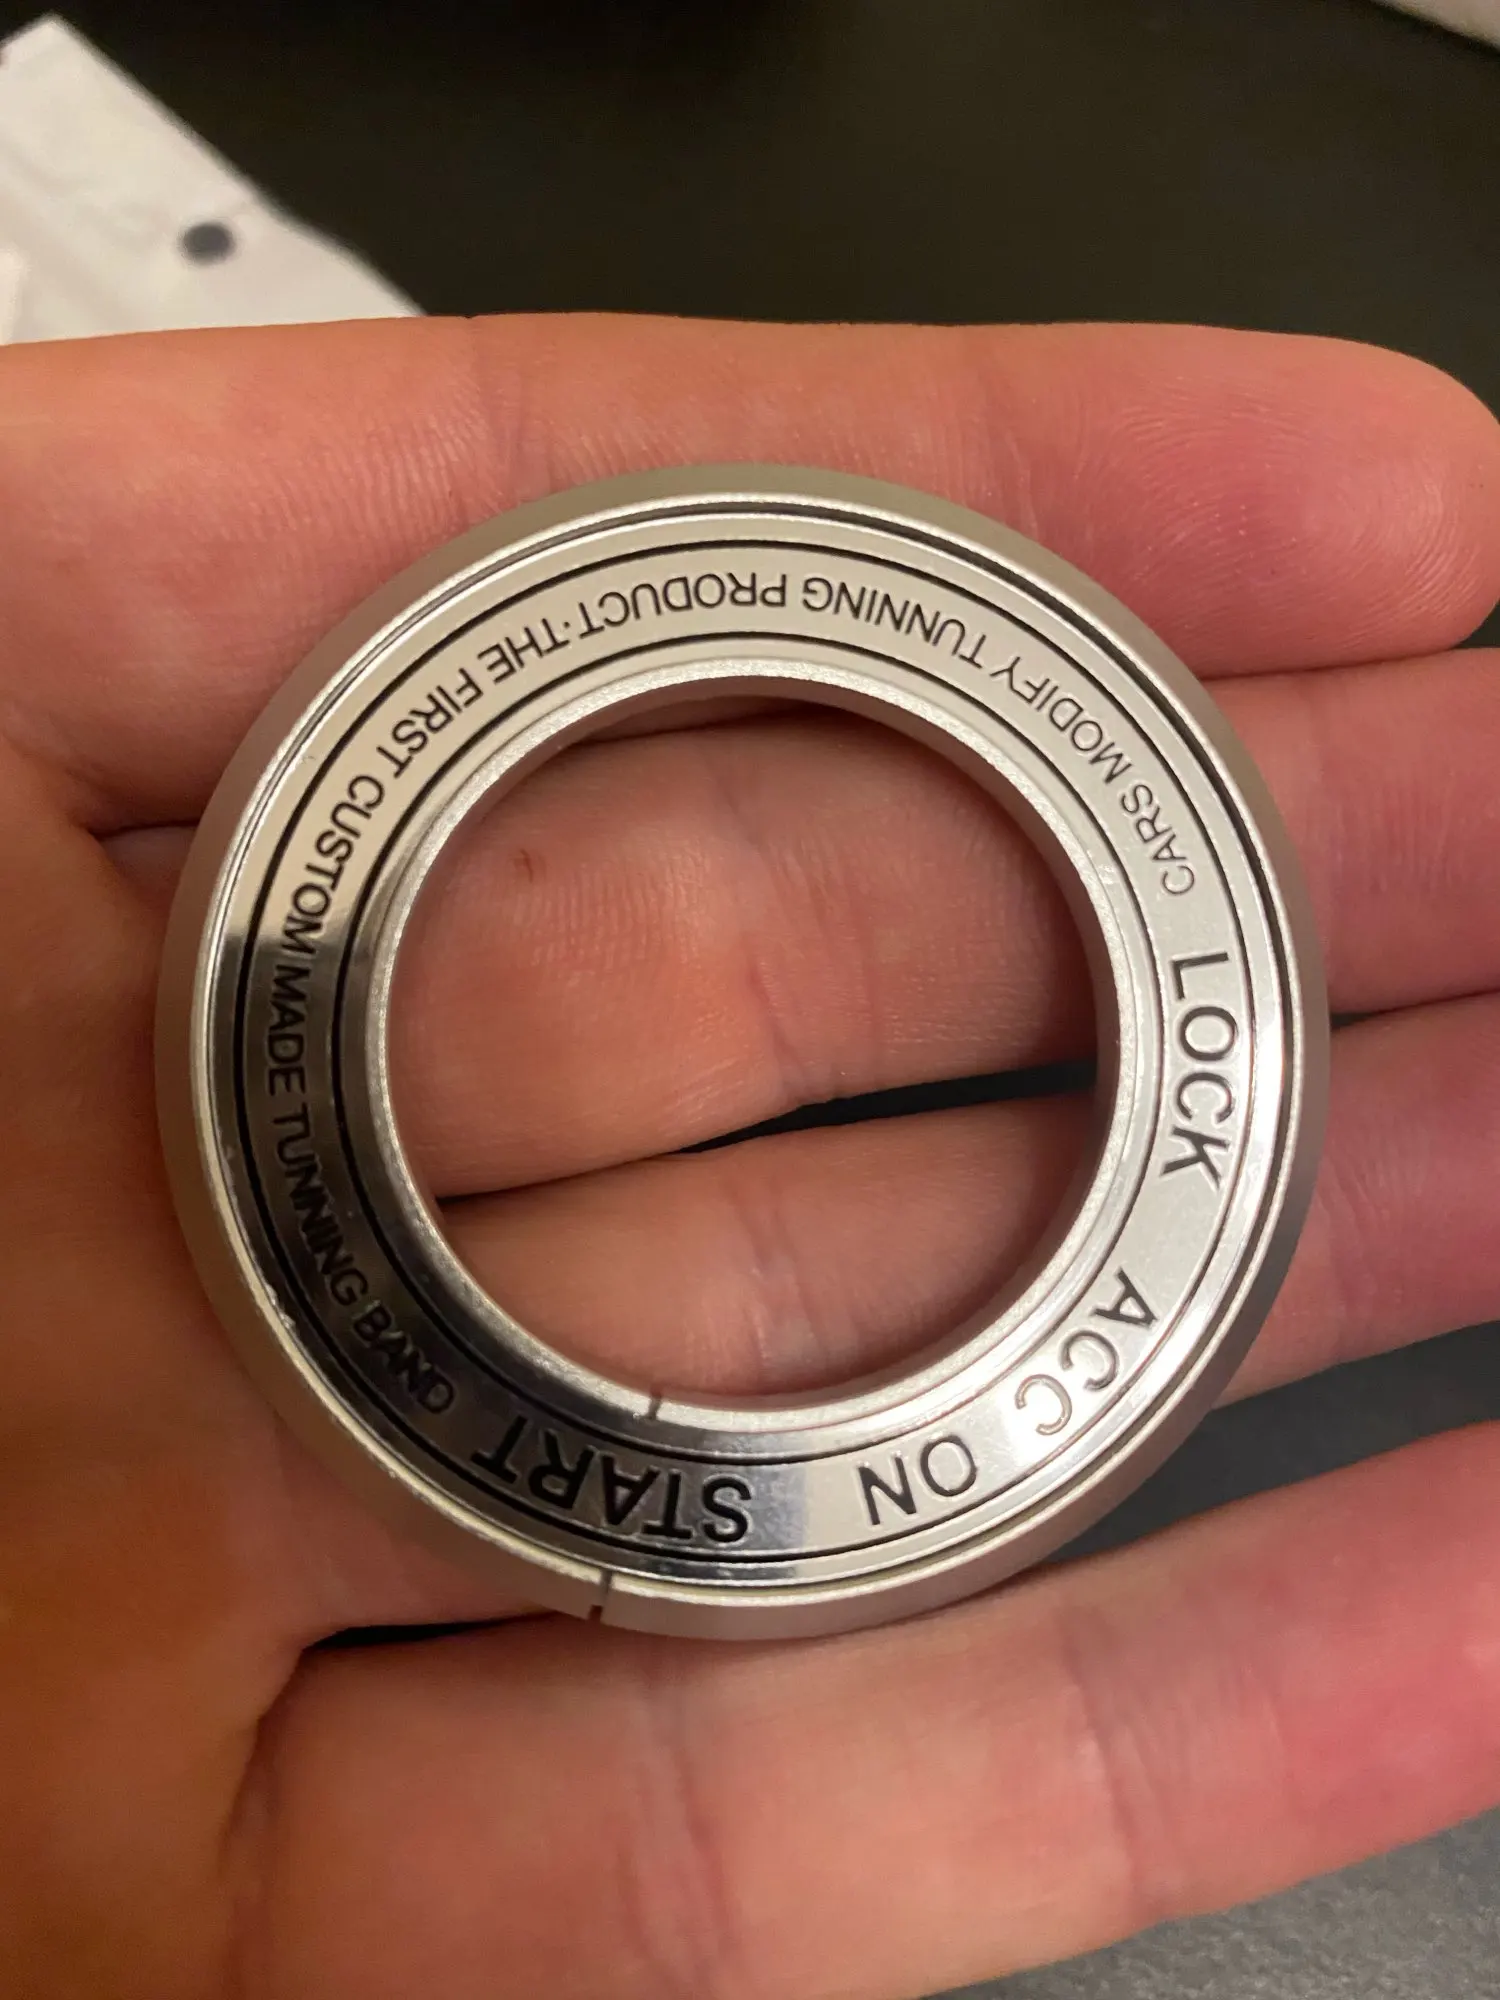 LOCK
ACC
ON
START
CARS MODIFY TUNNING PRODUCT·THE FIRST CUSTOM MADE TUNNING BAND